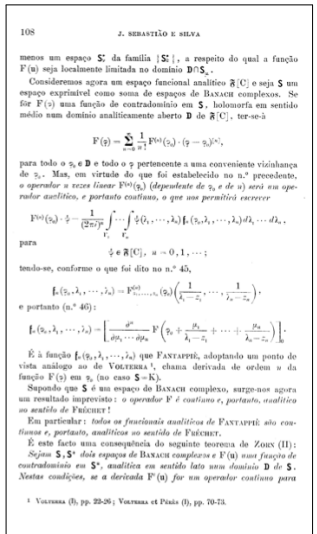 108 J. SEBASTIÃO E SILVA
menos um espaço S*ᵣ da família {S*ᵣ}, a respeito do qual a função
F(u) seja localmente limitada no domínio D∩Sₐ.
Consideremos agora um espaço funcional analítico 𝔉[C] e seja S um
espaço exprimível como soma de espaços de BANACH complexos. Se
fôr F(φ) uma função de contradomínio em S, holomorfa em sentido
médio num domínio analìticamente aberto D de 𝔉[C], ter-se-á
F(φ) = ∑ₙ₌₀^∞ 1/n! F⁽ⁿ⁾(φ₀)·(φ − φ₀)⁽ⁿ⁾,
para todo o φ₀ ε D e todo o φ pertencente a uma conveniente vizinhança
de φ₀. Mas, em virtude do que foi estabelecido no n.º precedente,
o operador n vezes linear F⁽ⁿ⁾(φ₀) (dependente de φ₀ e de n) será um ope-
rador analítico, e portanto contínuo, o que nos permitirá escrever
para
n = 0, 1, ··· ;
tendo-se, conforme o que foi dito no n.º 45,
e portanto (n.º 46):
É à função fₙ(φ₀, λ₁, ···, λₙ) que FANTAPPIÈ, adoptando um ponto de
vista análogo ao de VOLTERRA ¹, chama derivada de ordem n da
função F(φ) em φ₀ (no caso S = K).
Supondo que S é um espaço de BANACH complexo, surge-nos agora
um resultado imprevisto: o operador F é contínuo e, portanto, analítico
no sentido de FRÉCHET!
Em particular: todos os funcionais analíticos de FANTAPPIÈ são con-
tínuos e, portanto, analíticos no sentido de FRÉCHET.
É este facto uma consequência do seguinte teorema de ZORN (II):
Sejam S, S* dois espaços de BANACH complexos e F(u) uma função de
contradomínio em S*, analítica em sentido lato num domínio D de S.
Nestas condições, se a derivada F'(u) for um operador contínuo para
¹ VOLTERRA (I), pp. 22-26; VOLTERRA et PÉRÈS (I), pp. 70-73.